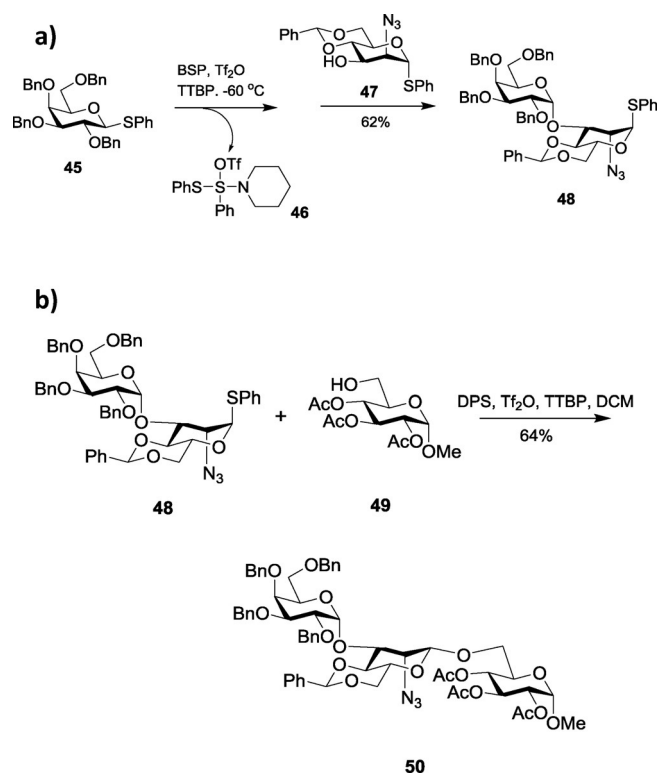 a)
BnO
OBn
BnO
O
SPh
OBn
45
BSP, Tf₂O
TTBP. -60 °C
OTf
PhS-S-N
Ph
46
Ph
O
O
HO
N₃
O
SPh
47
62%
BnO
OBn
O
BnO
BnO
O
SPh
Ph
O
O
O
N₃
48
b)
BnO
OBn
O
BnO
BnO
O
SPh
Ph
O
O
O
N₃
48
+
HO
AcO
O
AcO
AcO
OMe
49
DPS, Tf₂O, TTBP, DCM
64%
BnO
OBn
O
BnO
BnO
O
O
Ph
O
O
O
N₃
AcO
O
AcO
AcO
OMe
50